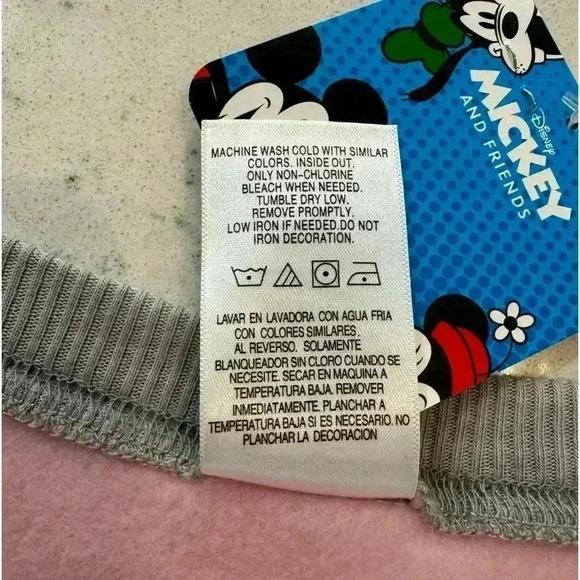 Disney
MICKEY
AND FRIENDS
MACHINE WASH COLD WITH SIMILAR
COLORS. INSIDE OUT.
ONLY NON-CHLORINE
BLEACH WHEN NEEDED.
TUMBLE DRY LOW.
REMOVE PROMPTLY.
LOW IRON IF NEEDED.DO NOT
IRON DECORATION.
LAVAR EN LAVADORA CON AGUA FRIA
CON COLORES SIMILARES.
AL REVERSO. SOLAMENTE
BLANQUEADOR SIN CLORO CUANDO SE
NECESITE. SECAR EN MAQUINA A
TEMPERATURA BAJA. REMOVER
INMEDIATAMENTE. PLANCHAR A
TEMPERATURA BAJA SI ES NECESARIO. NO
PLANCHAR LA DECORACION